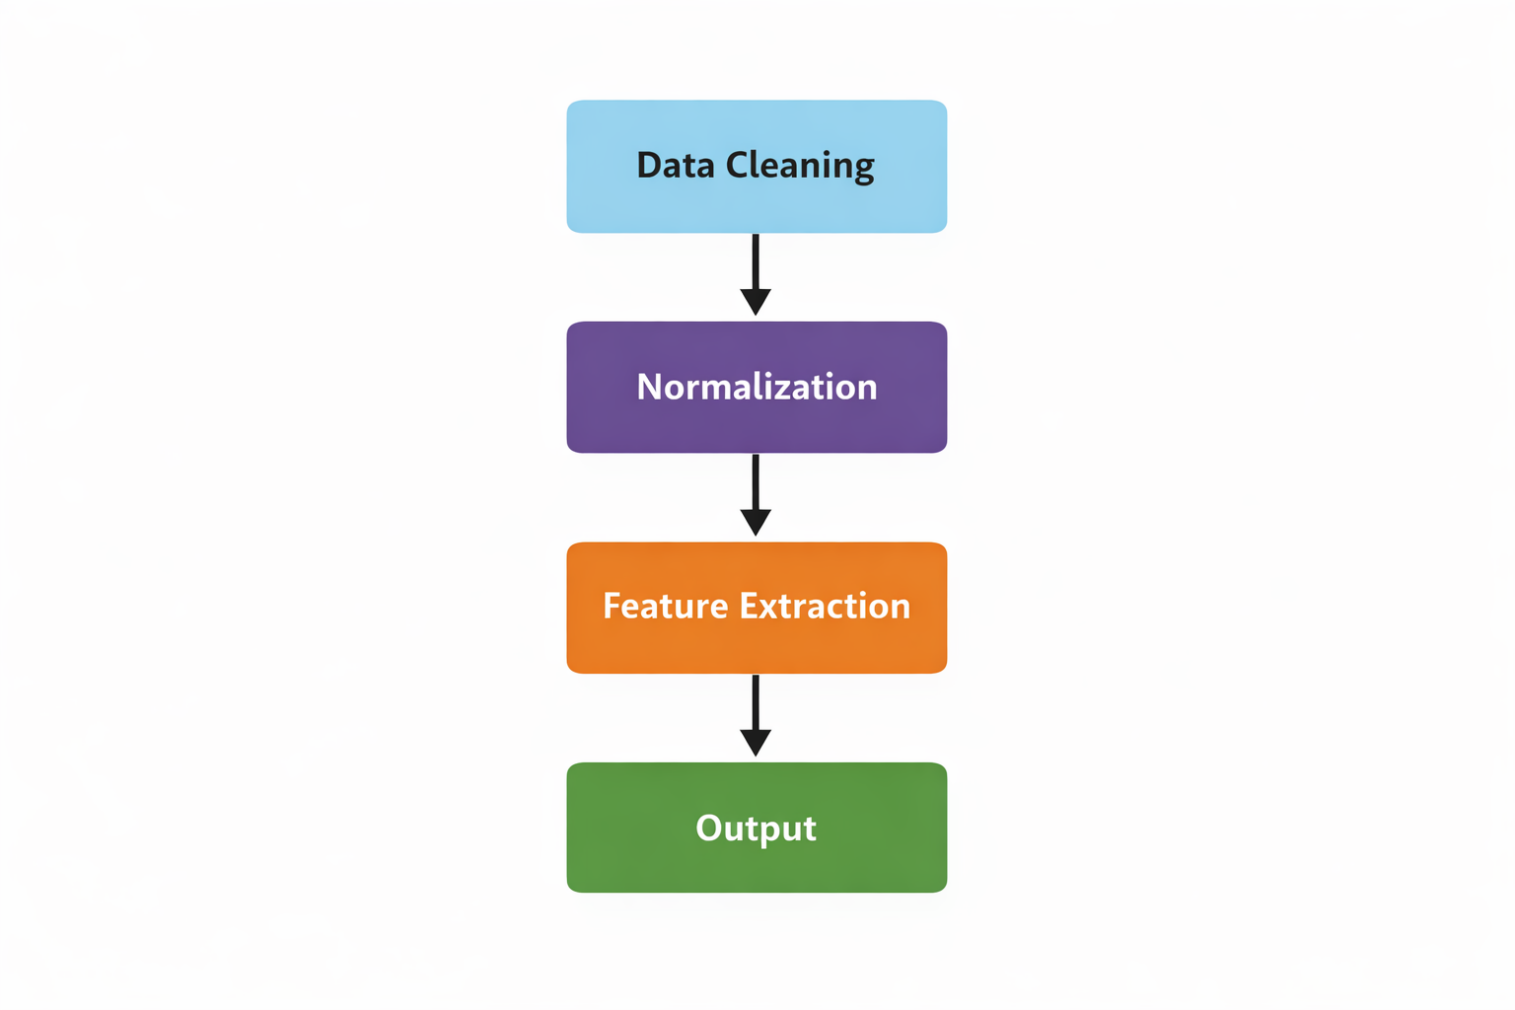 Data Cleaning
Normalization
Feature Extraction
Output